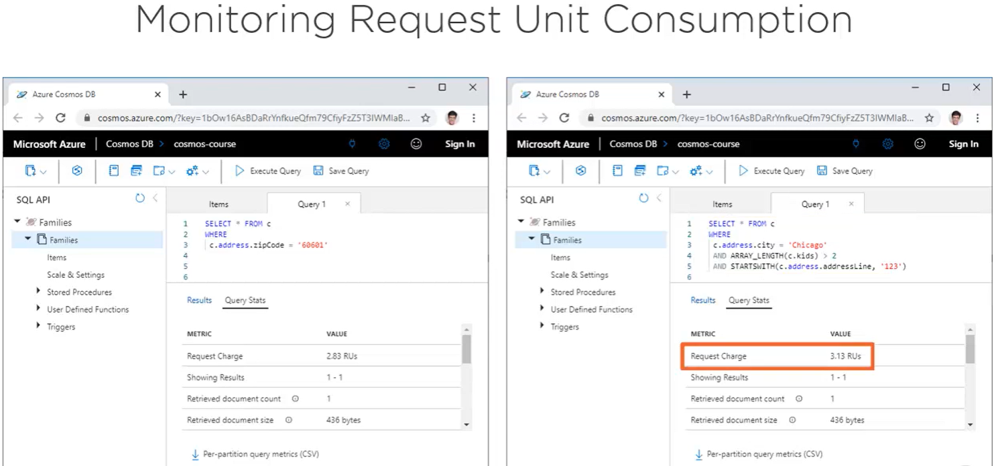 Monitoring Request Unit Consumption
Azure Cosmos DB
cosmos.azure.com/?key=1bOw16AsBDaRrYnfkueQfm79CfiyFzZ5T3IWMIaB...
Microsoft Azure
Cosmos DB > cosmos-course
Sign In
Execute Query
Save Query
SQL API
Families
Families
Items
Scale & Settings
Stored Procedures
User Defined Functions
Triggers
Items
Query 1
1 SELECT * FROM c
2 WHERE
3 c.address.zipCode = '60601'
4
5
6
Results
Query Stats
METRIC VALUE
Request Charge 2.83 RUs
Showing Results 1 - 1
Retrieved document count 1
Retrieved document size 436 bytes
Per-partition query metrics (CSV)
Azure Cosmos DB
cosmos.azure.com/?key=1bOw16AsBDaRrYnfkueQfm79CfiyFzZ5T3IWMIaB...
Microsoft Azure
Cosmos DB > cosmos-course
Sign In
Execute Query
Save Query
SQL API
Families
Families
Items
Scale & Settings
Stored Procedures
User Defined Functions
Triggers
Items
Query 1
1 SELECT * FROM c
2 WHERE
3 c.address.city = 'Chicago'
4 AND ARRAY_LENGTH(c.kids) > 2
5 AND STARTSWITH(c.address.addressLine, '123')
6
Results
Query Stats
METRIC VALUE
Request Charge 3.13 RUs
Showing Results 1 - 1
Retrieved document count 1
Retrieved document size 436 bytes
Per-partition query metrics (CSV)